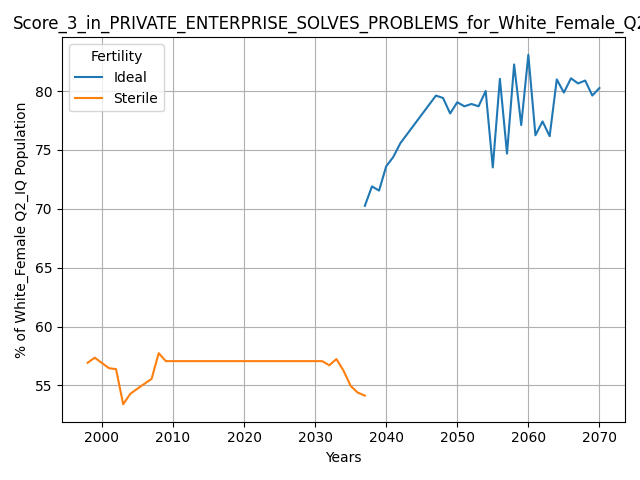 Score_3_in_PRIVATE_ENTERPRISE_SOLVES_PROBLEMS_for_White_Female_Q2
Fertility
Ideal
Sterile
% of White_Female Q2_IQ Population
80
75
70
65
60
55
2000 2010 2020 2030 2040 2050 2060 2070
Years